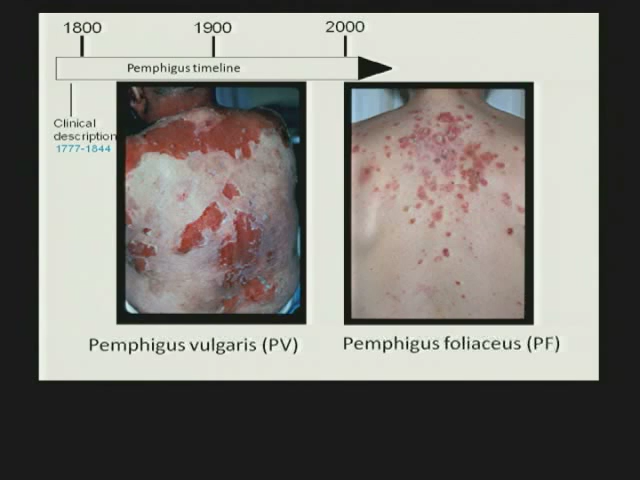 1800 1900 2000
Pemphigus timeline
Clinical
description
1777-1844
Pemphigus vulgaris (PV)
Pemphigus foliaceus (PF)